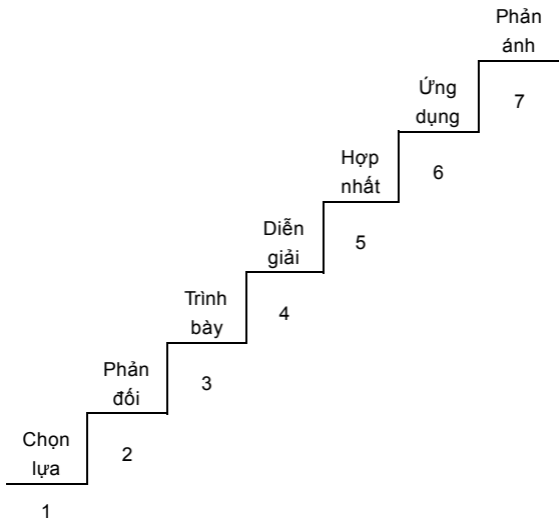 Phản
ánh
7
Ứng
dụng
6
Hợp
nhất
5
Diễn
giải
4
Trình
bày
3
Phản
đối
2
Chọn
lựa
1